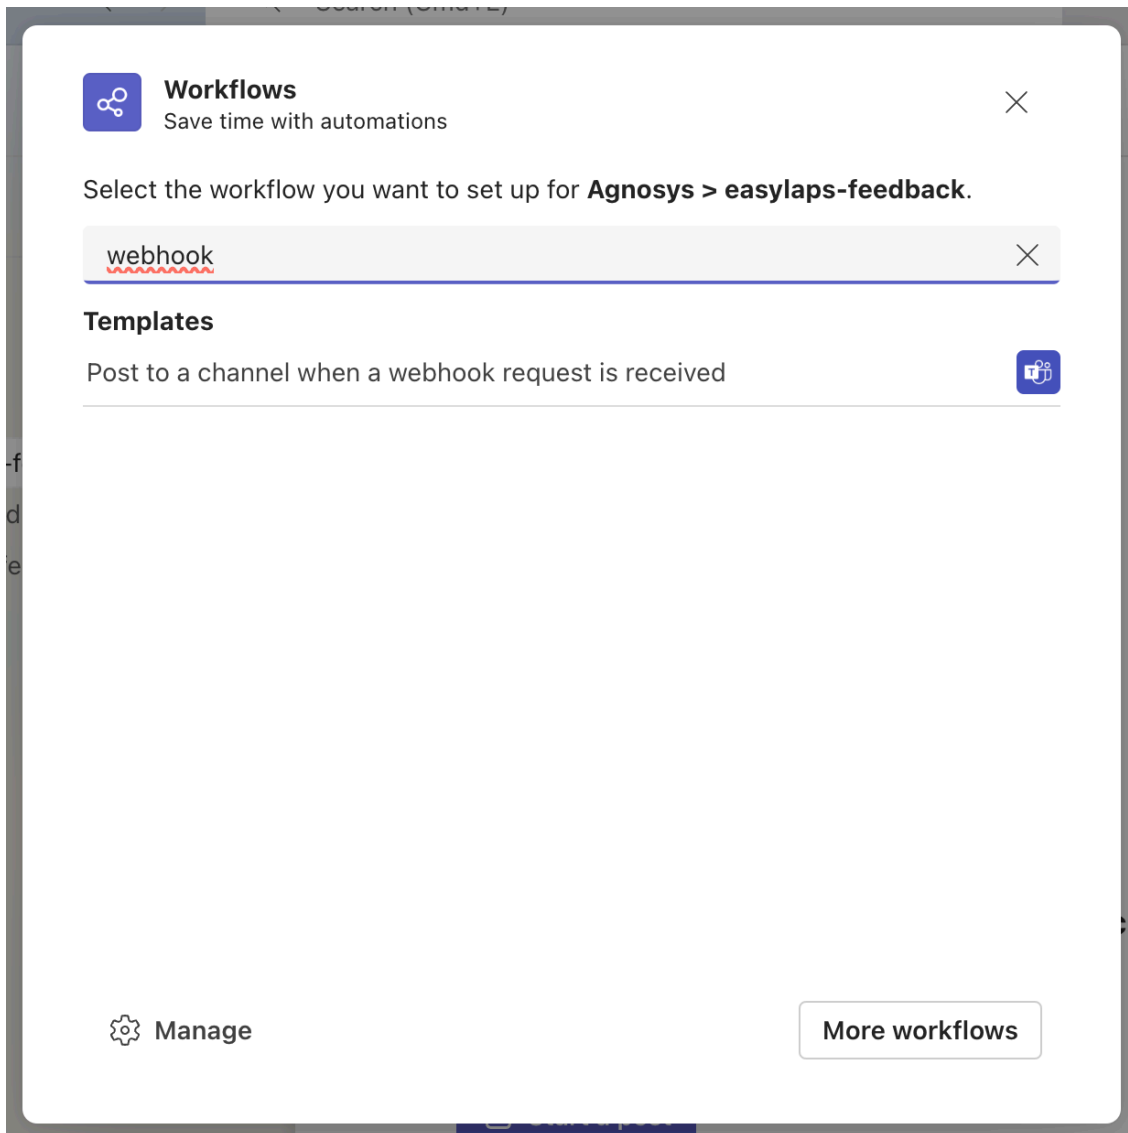 Workflows
Save time with automations
Select the workflow you want to set up for Agnosys > easylaps-feedback.
webhook
Templates
Post to a channel when a webhook request is received
-f
d
fe
Manage
More workflows